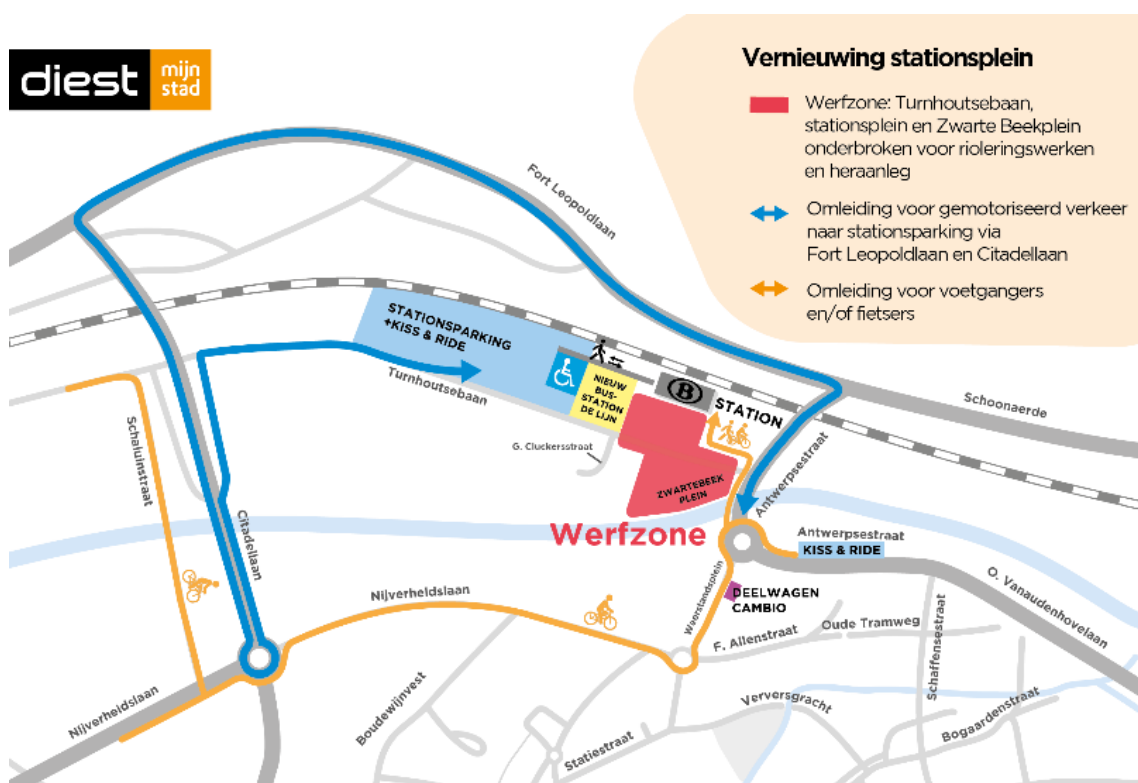 diest
mijn
stad
Vernieuwing stationsplein
Werfzone: Turnhoutsebaan,
stationsplein en Zwarte Beekplein
onderbroken voor rioleringswerken
en heraanleg
Omleiding voor gemotoriseerd verkeer
naar stationsparking via
Fort Leopoldlaan en Citadellaan
Omleiding voor voetgangers
en/of fietsers
Fort Leopoldlaan
STATIONSPARKING
+KISS & RIDE
Turnhoutsebaan
NIEUW
BUS-
STATION
DE LIJN
B
STATION
Schoonaerde
G. Cluckersstraat
ZWARTEBEEK
PLEIN
Antwerpsestraat
Schaluinstraat
Citadellaan
Werfzone
Antwerpsestraat
KISS & RIDE
O. Vanaudenhovelaan
DEELWAGEN
CAMBIO
Weerstandsplein
Nijverheidslaan
F. Allenstraat
Oude Tramweg
Schaffensestraat
Nijverheidslaan
Boudewijnvest
Statiestraat
Verversgracht
Bogaardenstraat